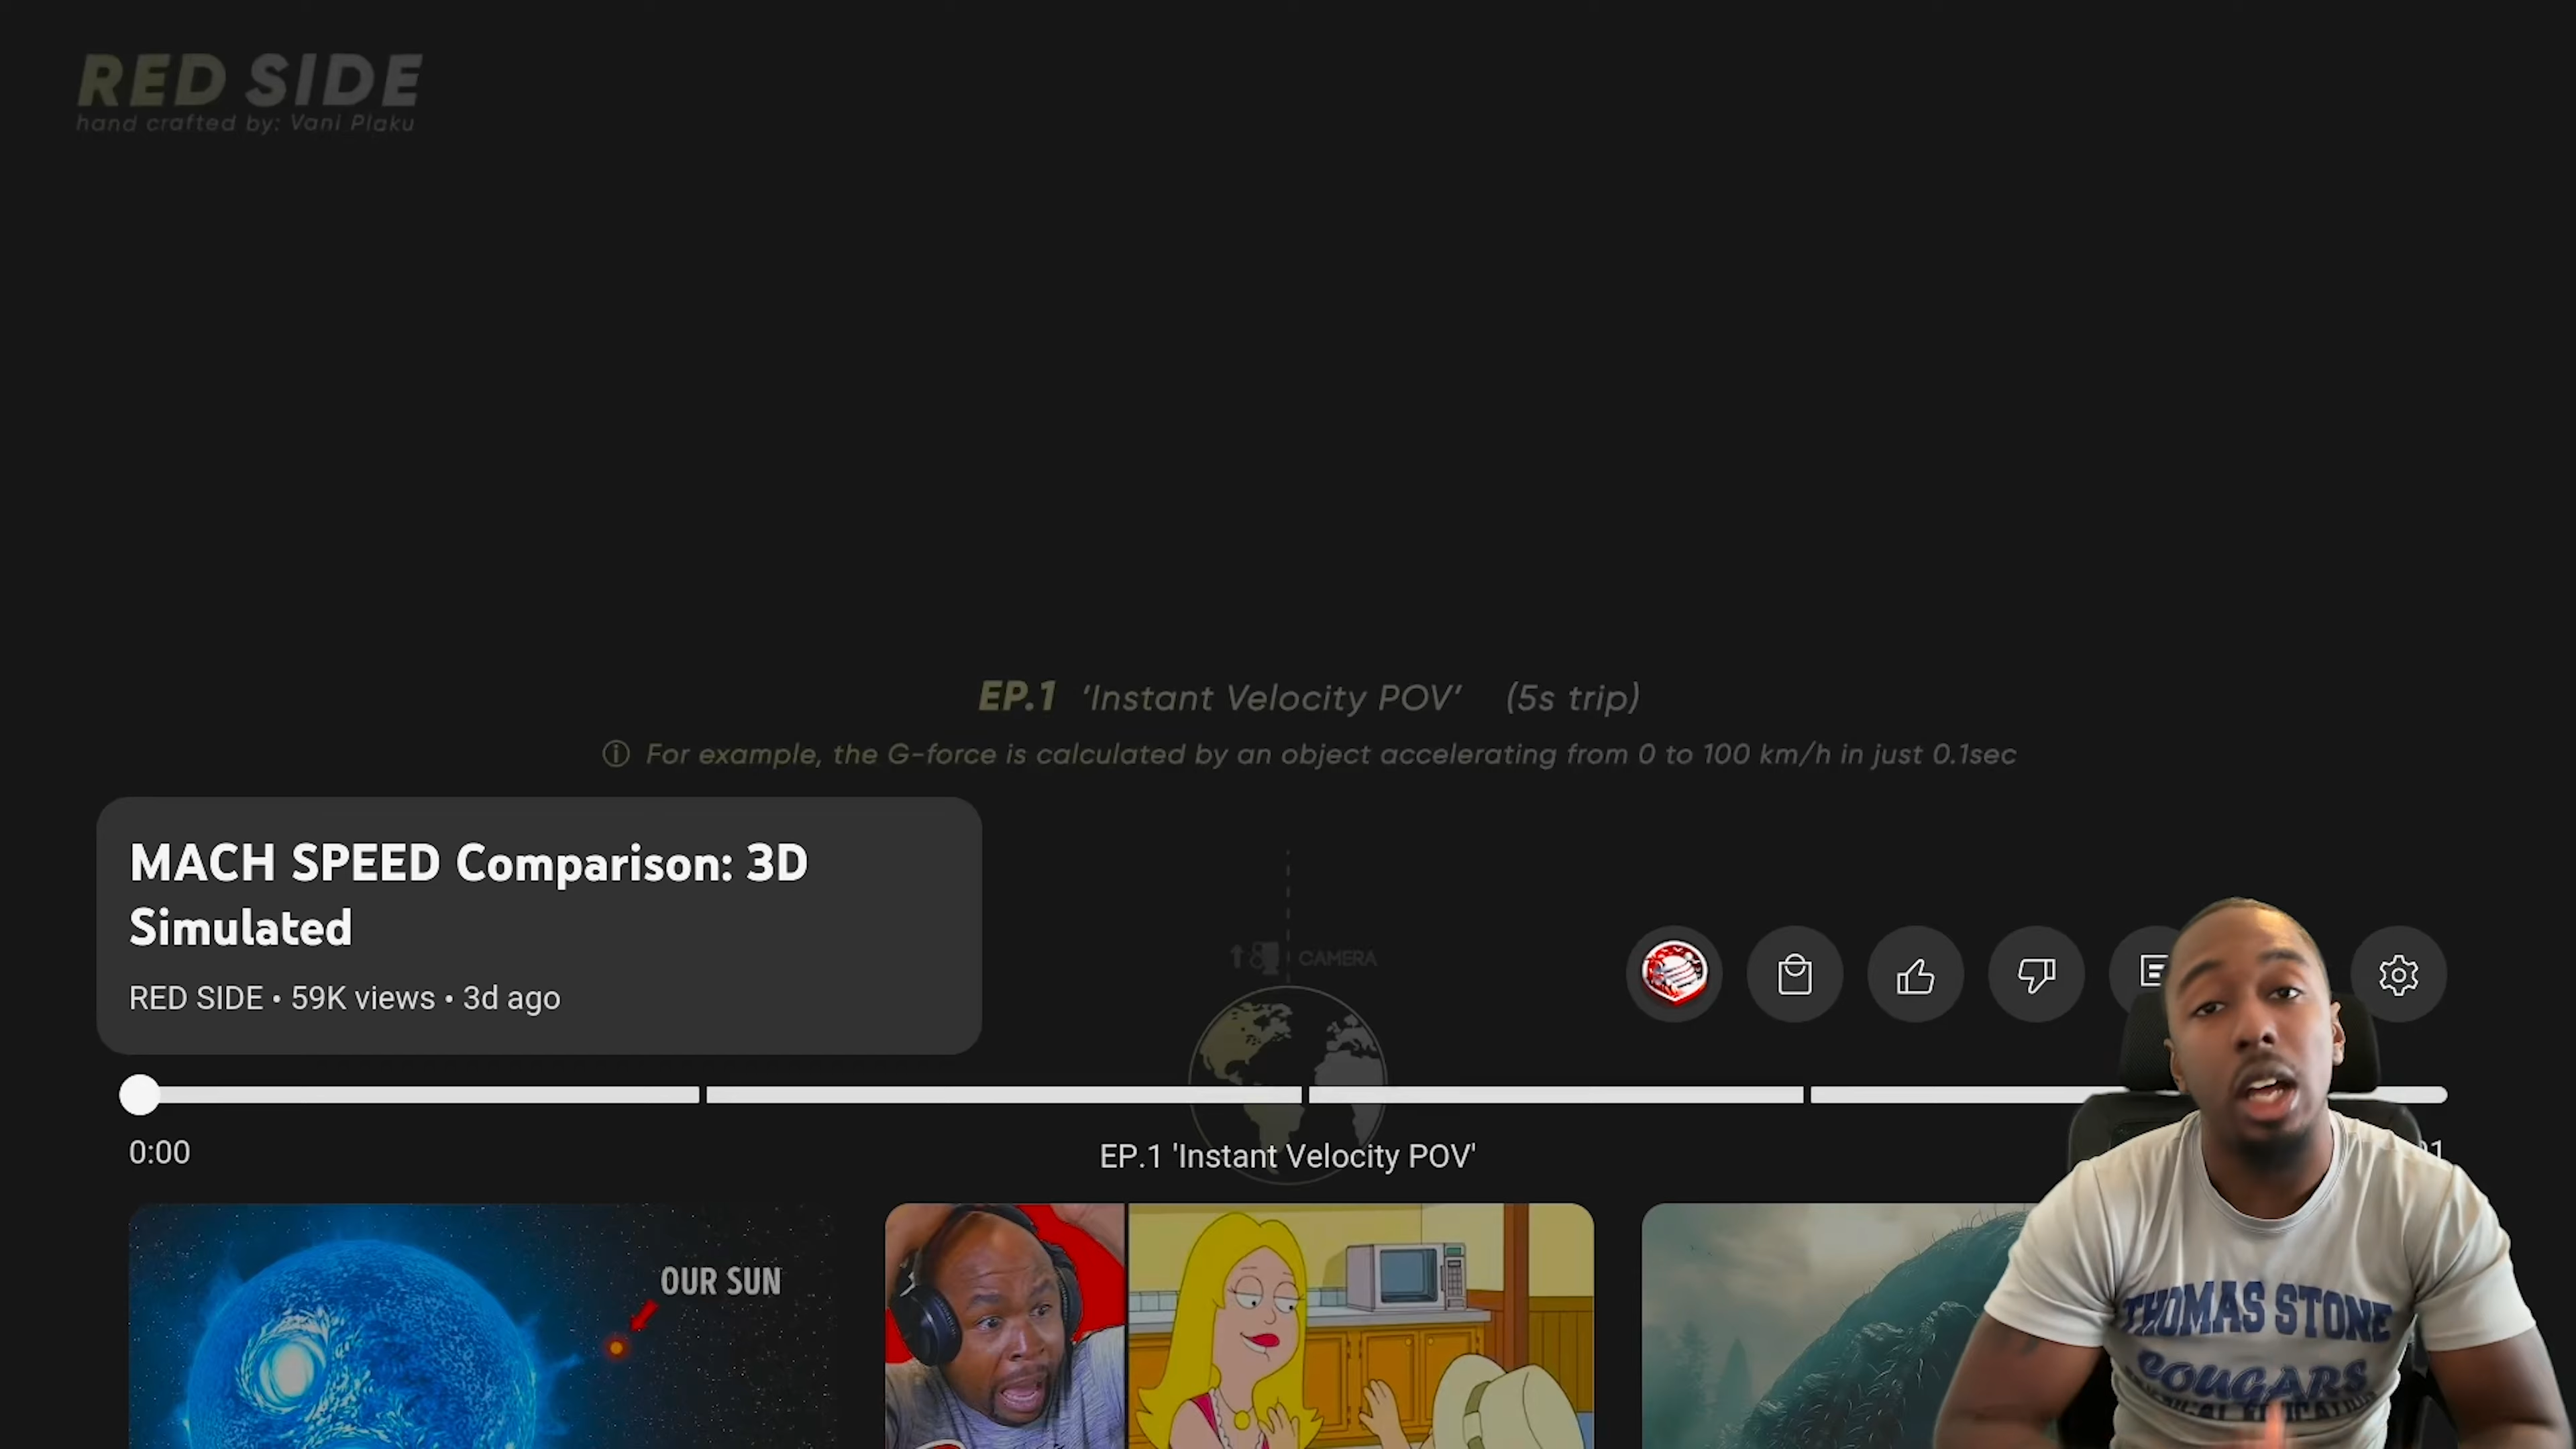 RED SIDE
hand crafted by: Vani Plaku
EP.1 ‘Instant Velocity POV’ (5s trip)
For example, the G-force is calculated by an object accelerating from 0 to 100 km/h in just 0.1sec
MACH SPEED Comparison: 3D
Simulated
RED SIDE • 59K views • 3d ago
CAMERA
0:00
EP.1 'Instant Velocity POV'
OUR SUN
THOMAS STONE
COUGARS